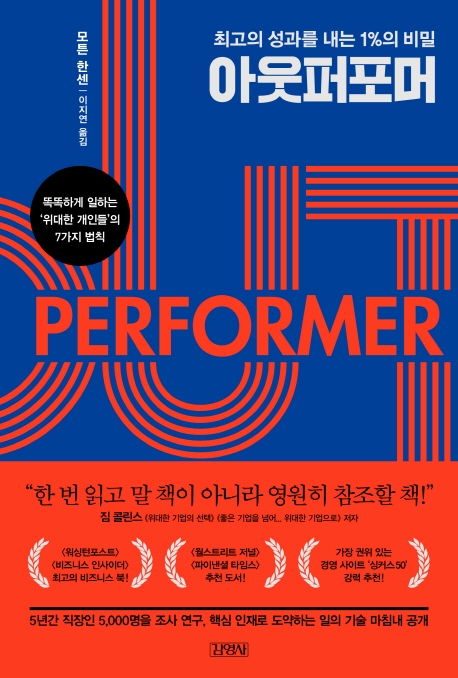 최고의 성과를 내는 1%의 비밀
아웃퍼포머
모튼 한센 | 이지연 옮김
똑똑하게 일하는
‘위대한 개인들’의
7가지 법칙
OUT
PERFORMER
“한 번 읽고 말 책이 아니라 영원히 참조할 책!”
짐 콜린스 《위대한 기업의 선택》 《좋은 기업을 넘어... 위대한 기업으로》 저자
〈워싱턴포스트〉
〈비즈니스 인사이더〉
최고의 비즈니스 북!
〈월스트리트 저널〉
〈파이낸셜 타임스〉
추천 도서!
가장 권위 있는
경영 사이트 ‘싱커스50’
강력 추천!
5년간 직장인 5,000명을 조사 연구, 핵심 인재로 도약하는 일의 기술 마침내 공개
김영사